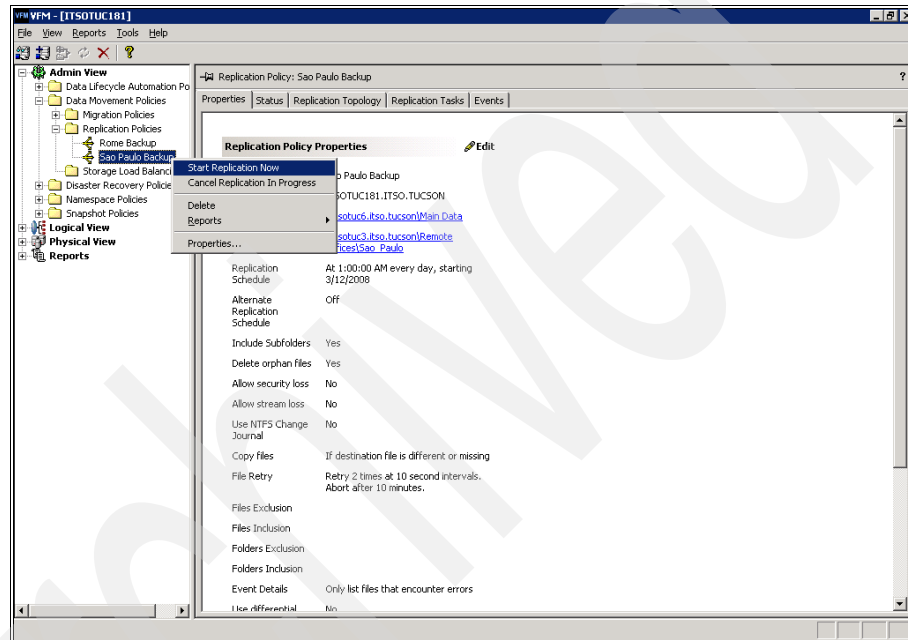 VFM VFM - [ITSOTUC181]
File View Reports Tools Help
Admin View
Data Lifecycle Automation Po
Data Movement Policies
Migration Policies
Replication Policies
Rome Backup
Sao Paulo Backup
Storage Load Balanci
Disaster Recovery Policie
Namespace Policies
Snapshot Policies
Logical View
Physical View
Reports
Start Replication Now
Cancel Replication In Progress
Delete
Reports
Properties...
Replication Policy: Sao Paulo Backup ?
Properties Status Replication Topology Replication Tasks Events
Replication Policy Properties Edit
o Paulo Backup
SOTUC181.ITSO.TUCSON
sotuc6.itso.tucson\Main Data
sotuc3.itso.tucson\Remote
fices\Sao Paulo
Replication At 1:00:00 AM every day, starting
Schedule 3/12/2008
Alternate Off
Replication
Schedule
Include Subfolders Yes
Delete orphan files Yes
Allow security loss No
Allow stream loss No
Use NTFS Change No
Journal
Copy files If destination file is different or missing
File Retry Retry 2 times at 10 second intervals.
Abort after 10 minutes.
Files Exclusion
Files Inclusion
Folders Exclusion
Folders Inclusion
Event Details Only list files that encounter errors
Use differential No